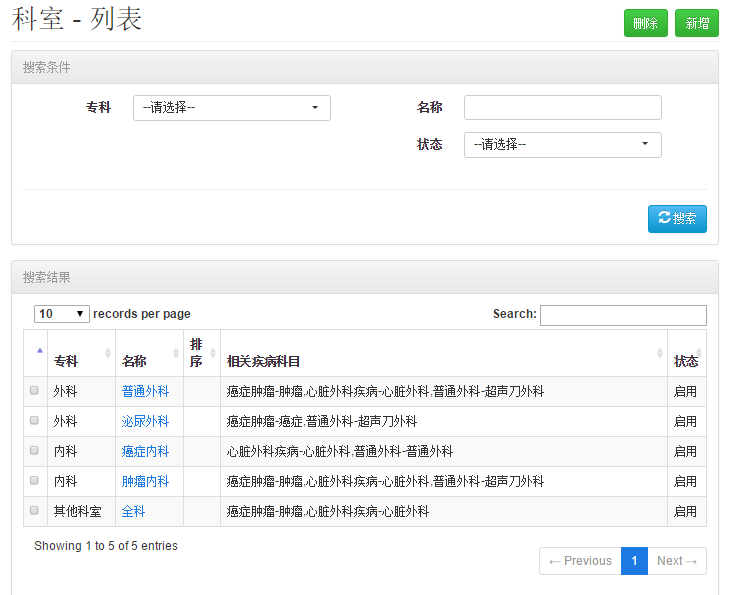 科室 - 列表
删除 新增
搜索条件
专科 --请选择-- 名称
状态 --请选择--
搜索
搜索结果
10 records per page Search:
专科 名称 排序 相关疾病科目 状态
外科 普通外科 癌症肿瘤-肿瘤,心脏外科疾病-心脏外科,普通外科-超声刀外科 启用
外科 泌尿外科 癌症肿瘤-癌症,普通外科-超声刀外科 启用
内科 癌症内科 心脏外科疾病-心脏外科,普通外科-普通外科 启用
内科 肿瘤内科 癌症肿瘤-肿瘤,心脏外科疾病-心脏外科,普通外科-超声刀外科 启用
其他科室 全科 癌症肿瘤-肿瘤,心脏外科疾病-心脏外科 启用
Showing 1 to 5 of 5 entries
← Previous 1 Next →